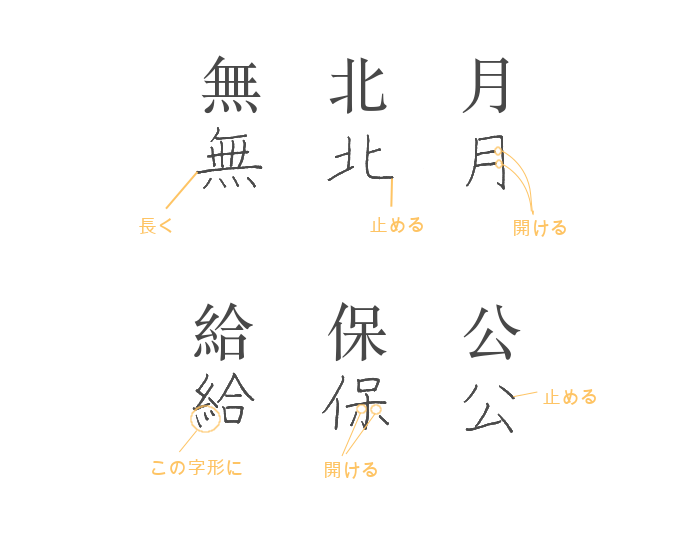 無 北 月
無 北 月
長く 止める 開ける
給 保 公
給 保 公
止める
この字形に 開ける